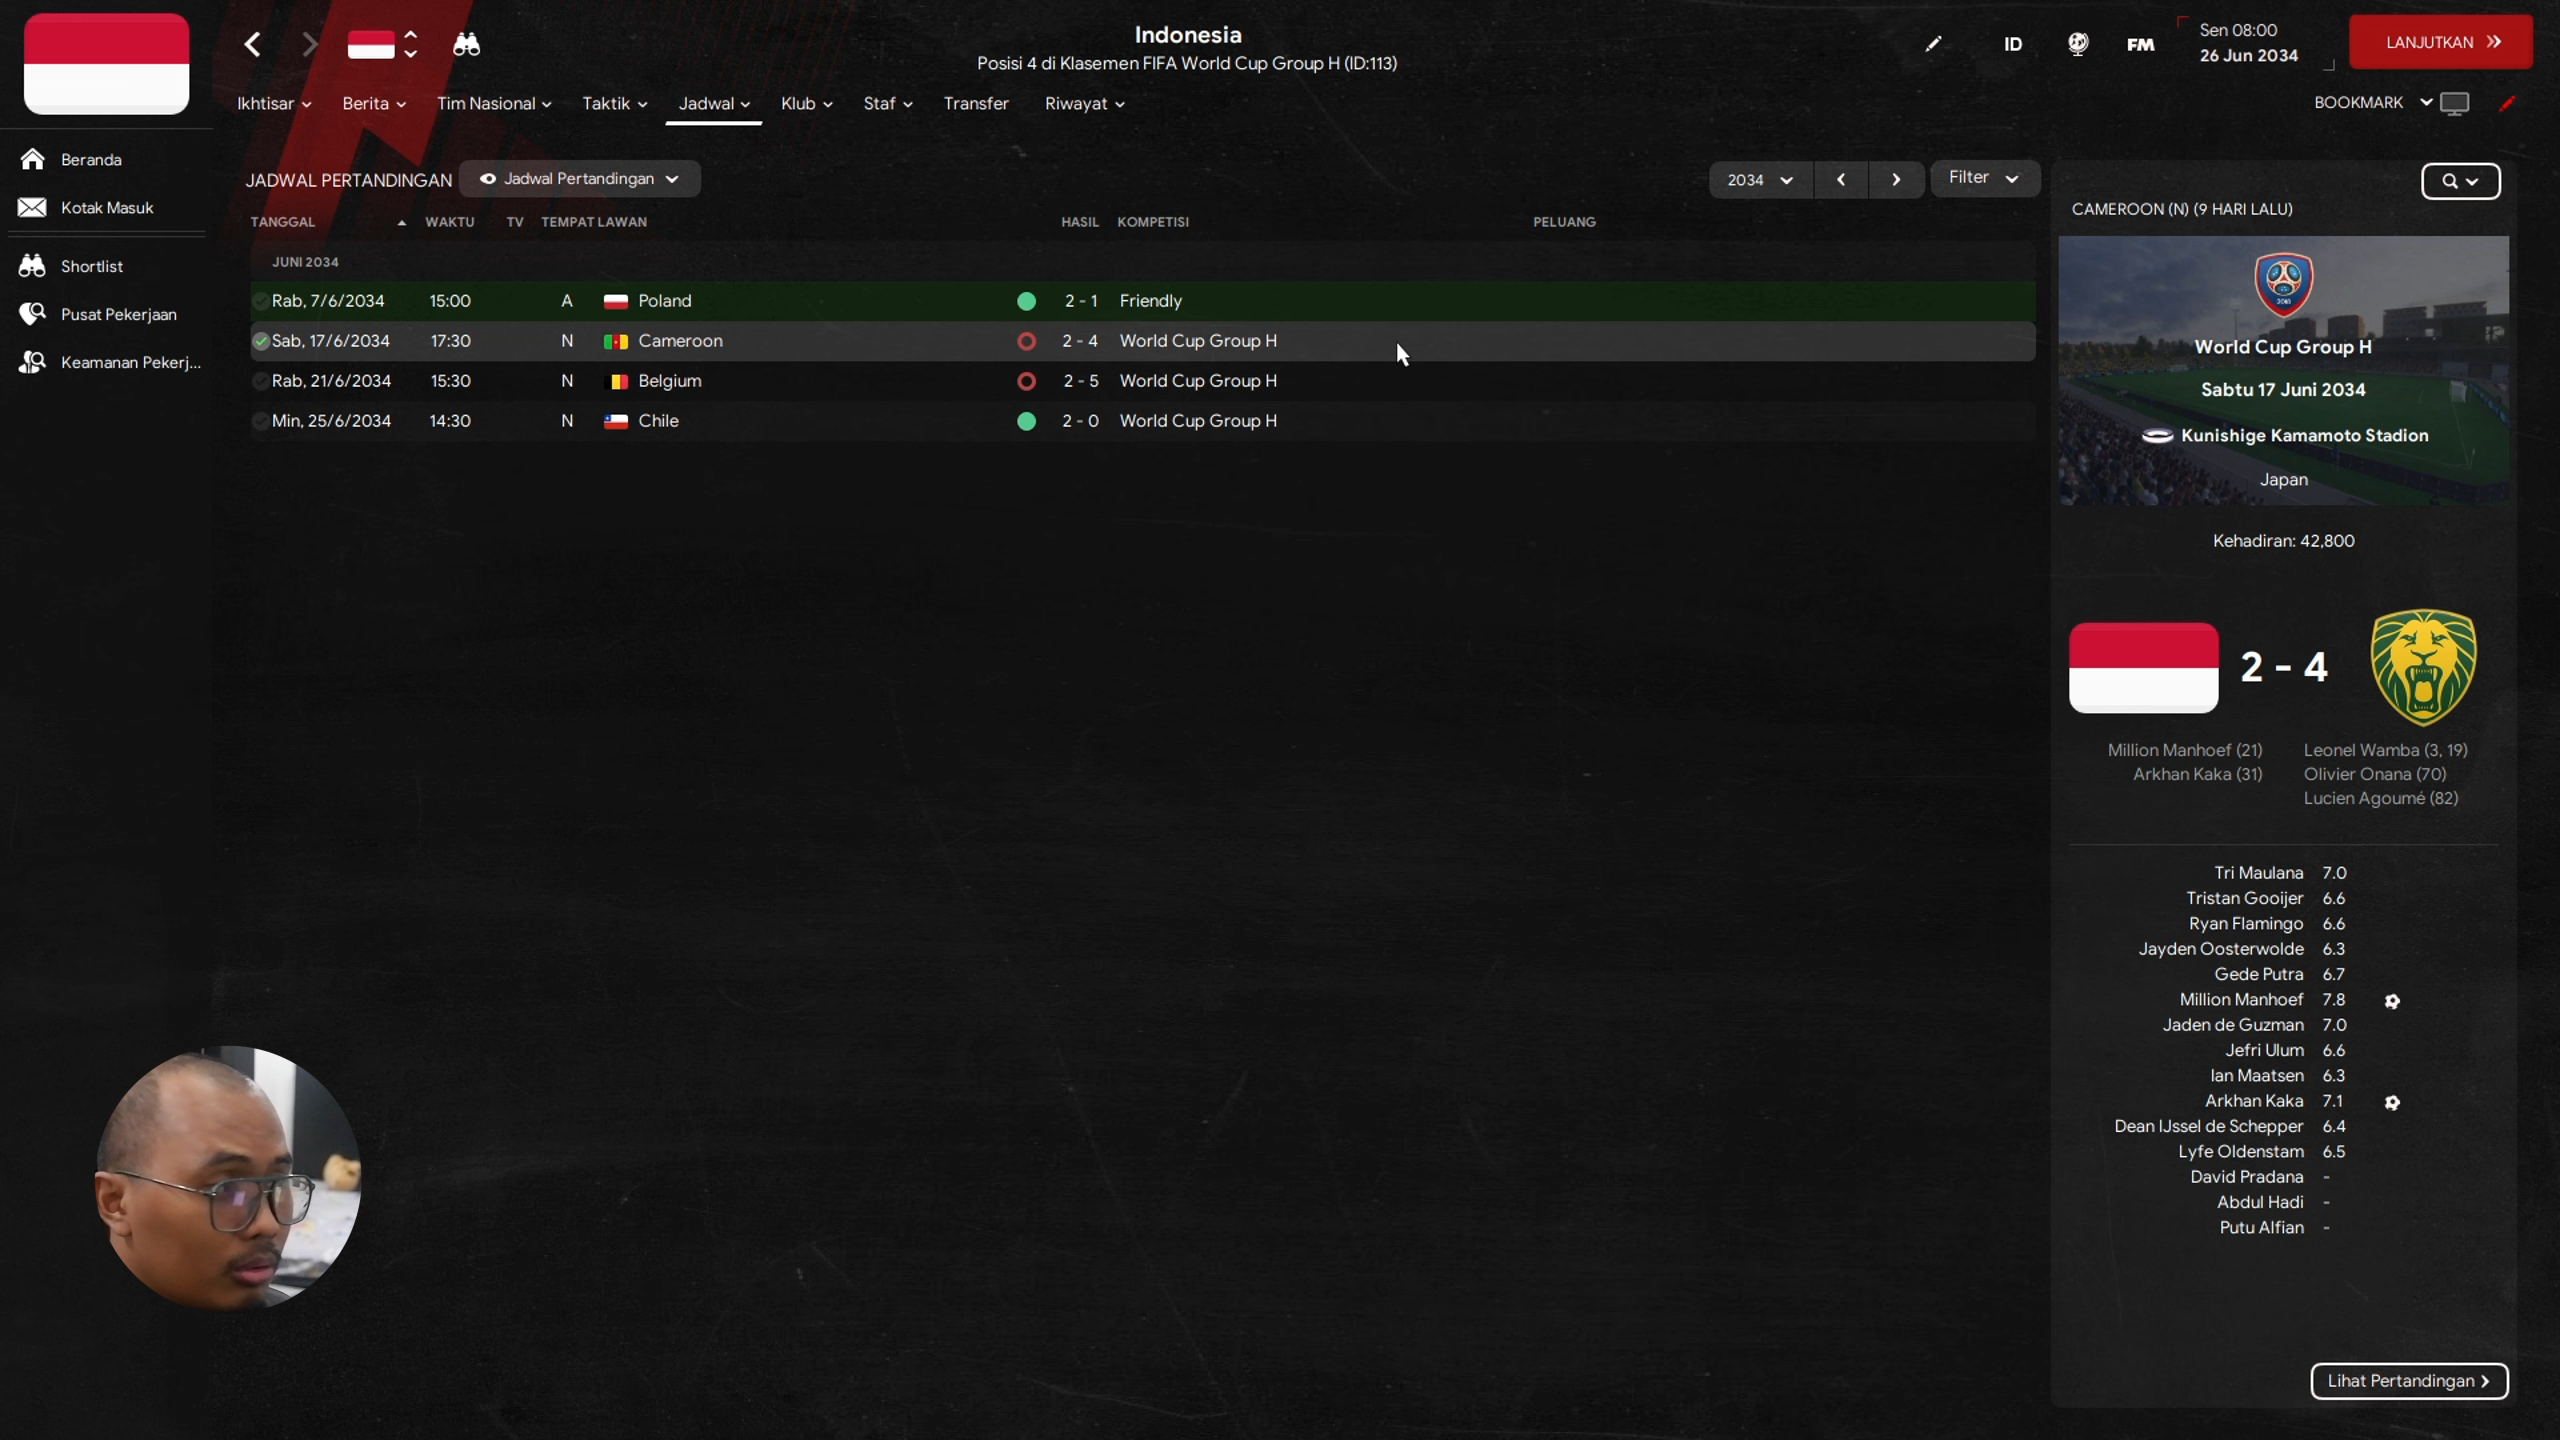 Indonesia
Posisi 4 di Klasemen FIFA World Cup Group H (ID:113)
ID
FM
Sen 08:00
26 Jun 2034
LANJUTKAN
Ikhtisar
Berita
Tim Nasional
Taktik
Jadwal
Klub
Staf
Transfer
Riwayat
BOOKMARK
Beranda
Kotak Masuk
Shortlist
Pusat Pekerjaan
Keamanan Pekerj...
JADWAL PERTANDINGAN
Jadwal Pertandingan
2034
Filter
TANGGAL WAKTU TV TEMPAT LAWAN HASIL KOMPETISI PELUANG
JUNI 2034
Rab, 7/6/2034 15:00 A Poland 2 - 1 Friendly
Sab, 17/6/2034 17:30 N Cameroon 2 - 4 World Cup Group H
Rab, 21/6/2034 15:30 N Belgium 2 - 5 World Cup Group H
Min, 25/6/2034 14:30 N Chile 2 - 0 World Cup Group H
CAMEROON (N) (9 HARI LALU)
World Cup Group H
Sabtu 17 Juni 2034
Kunishige Kamamoto Stadion
Japan
Kehadiran: 42,800
2 - 4
Million Manhoef (21)
Arkhan Kaka (31)
Leonel Wamba (3, 19)
Olivier Onana (70)
Lucien Agoumé (82)
Tri Maulana 7.0
Tristan Gooijer 6.6
Ryan Flamingo 6.6
Jayden Oosterwolde 6.3
Gede Putra 6.7
Million Manhoef 7.8
Jaden de Guzman 7.0
Jefri Ulum 6.6
Ian Maatsen 6.3
Arkhan Kaka 7.1
Dean IJssel de Schepper 6.4
Lyfe Oldenstam 6.5
David Pradana -
Abdul Hadi -
Putu Alfian -
Lihat Pertandingan